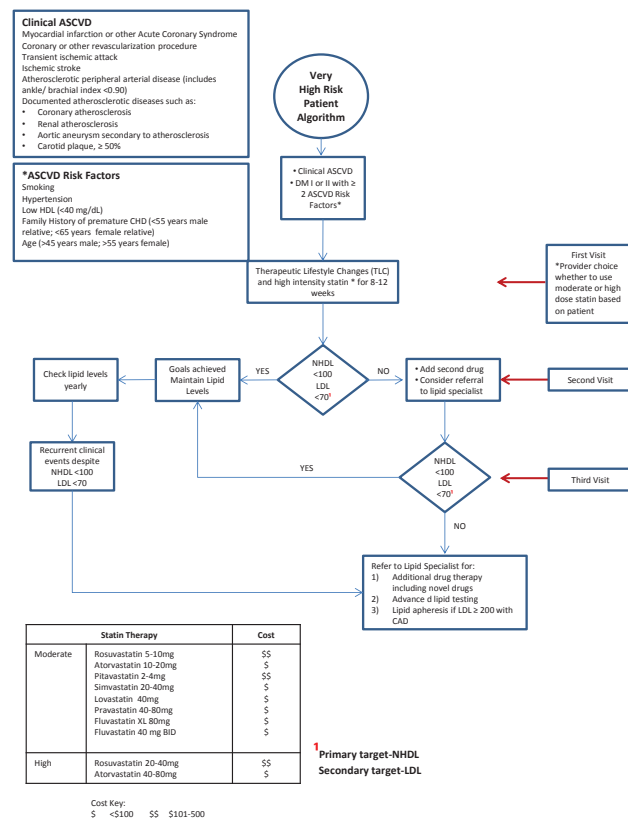 Clinical ASCVD
Myocardial infarction or other Acute Coronary Syndrome
Coronary or other revascularization procedure
Transient ischemic attack
Ischemic stroke
Atherosclerotic peripheral arterial disease (includes
ankle/ brachial index <0.90)
Documented atherosclerotic diseases such as:
• Coronary atherosclerosis
• Renal atherosclerosis
• Aortic aneurysm secondary to atherosclerosis
• Carotid plaque, ≥ 50%
*ASCVD Risk Factors
Smoking
Hypertension
Low HDL (<40 mg/dL)
Family History of premature CHD (<55 years male
relative; <65 years female relative)
Age (>45 years male; >55 years female)
Very
High Risk
Patient
Algorithm
• Clinical ASCVD
• DM I or II with ≥
2 ASCVD Risk
Factors*
Therapeutic Lifestyle Changes (TLC)
and high intensity statin * for 8-12
weeks
First Visit
*Provider choice
whether to use
moderate or high
dose statin based
on patient
NHDL
<100
LDL
<70¹
YES
NO
Goals achieved
Maintain Lipid
Levels
Check lipid levels
yearly
• Add second drug
• Consider referral
to lipid specialist
Second Visit
Recurrent clinical
events despite
NHDL <100
LDL <70
NHDL
<100
LDL
<70¹
YES
NO
Third Visit
Refer to Lipid Specialist for:
1) Additional drug therapy
including novel drugs
2) Advance d lipid testing
3) Lipid apheresis if LDL ≥ 200 with
CAD
Statin Therapy Cost
Moderate Rosuvastatin 5-10mg $$
Atorvastatin 10-20mg $
Pitavastatin 2-4mg $$
Simvastatin 20-40mg $
Lovastatin 40mg $
Pravastatin 40-80mg $
Fluvastatin XL 80mg $
Fluvastatin 40 mg BID $
High Rosuvastatin 20-40mg $$
Atorvastatin 40-80mg $
¹Primary target-NHDL
Secondary target-LDL
Cost Key:
$ <$100 $$ $101-500